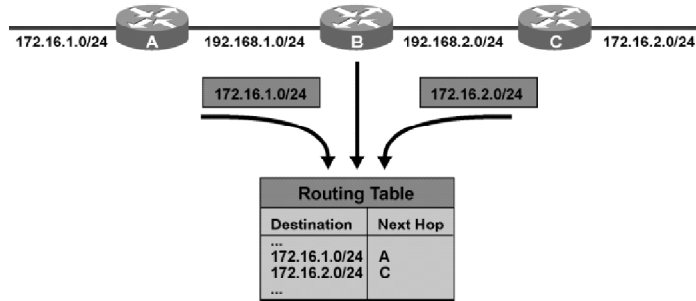 A
B
C
172.16.1.0/24
192.168.1.0/24
192.168.2.0/24
172.16.2.0/24
172.16.1.0/24
172.16.2.0/24
Routing Table
Destination Next Hop
...
172.16.1.0/24 A
172.16.2.0/24 C
...